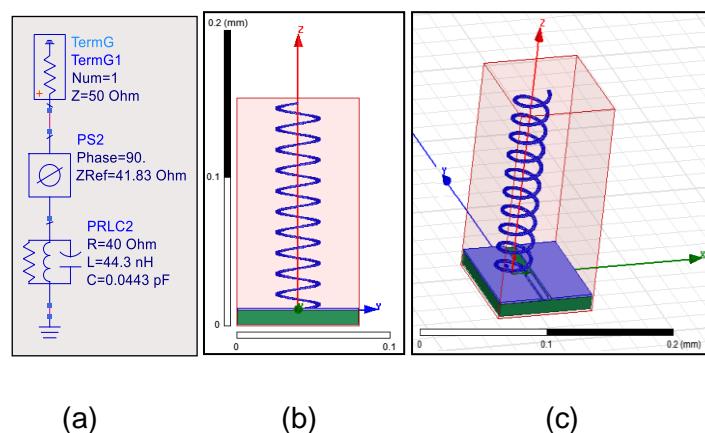 TermG
TermG1
Num=1
Z=50 Ohm
+
PS2
Phase=90.
ZRef=41.83 Ohm
PRLC2
R=40 Ohm
L=44.3 nH
C=0.0443 pF
0.2 (mm)
Z
0.1
Y
0
0
0.1
Z
Y
X
0
0.1
0.2 (mm)
(a)
(b)
(c)